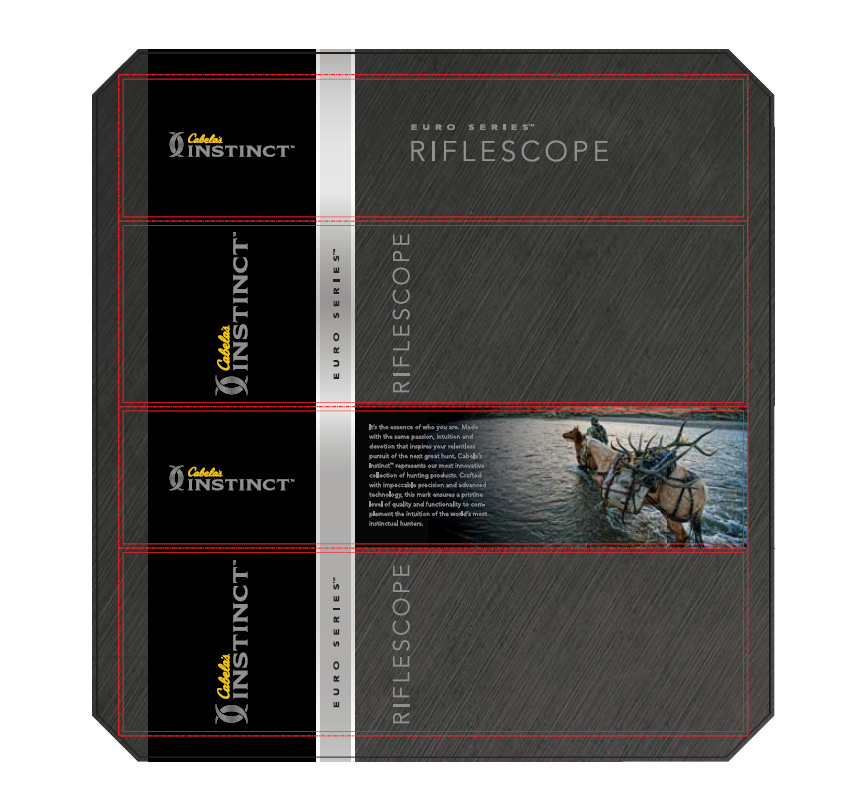 Cabela's
INSTINCT™
EURO SERIES™
RIFLESCOPE
Cabela's
INSTINCT™
EURO SERIES™
RIFLESCOPE
Cabela's
INSTINCT™
It's the essence of who you are. Made
with the same passion, intuition and
devotion that inspires your relentless
pursuit of the next great hunt, Cabela's
Instinct™ represents our most innovative
collection of hunting products. Crafted
with impeccable precision and advanced
technology, this mark ensures a pristine
level of quality and functionality to com-
plement the intuition of the world's most
instinctual hunters.
Cabela's
INSTINCT™
EURO SERIES™
RIFLESCOPE